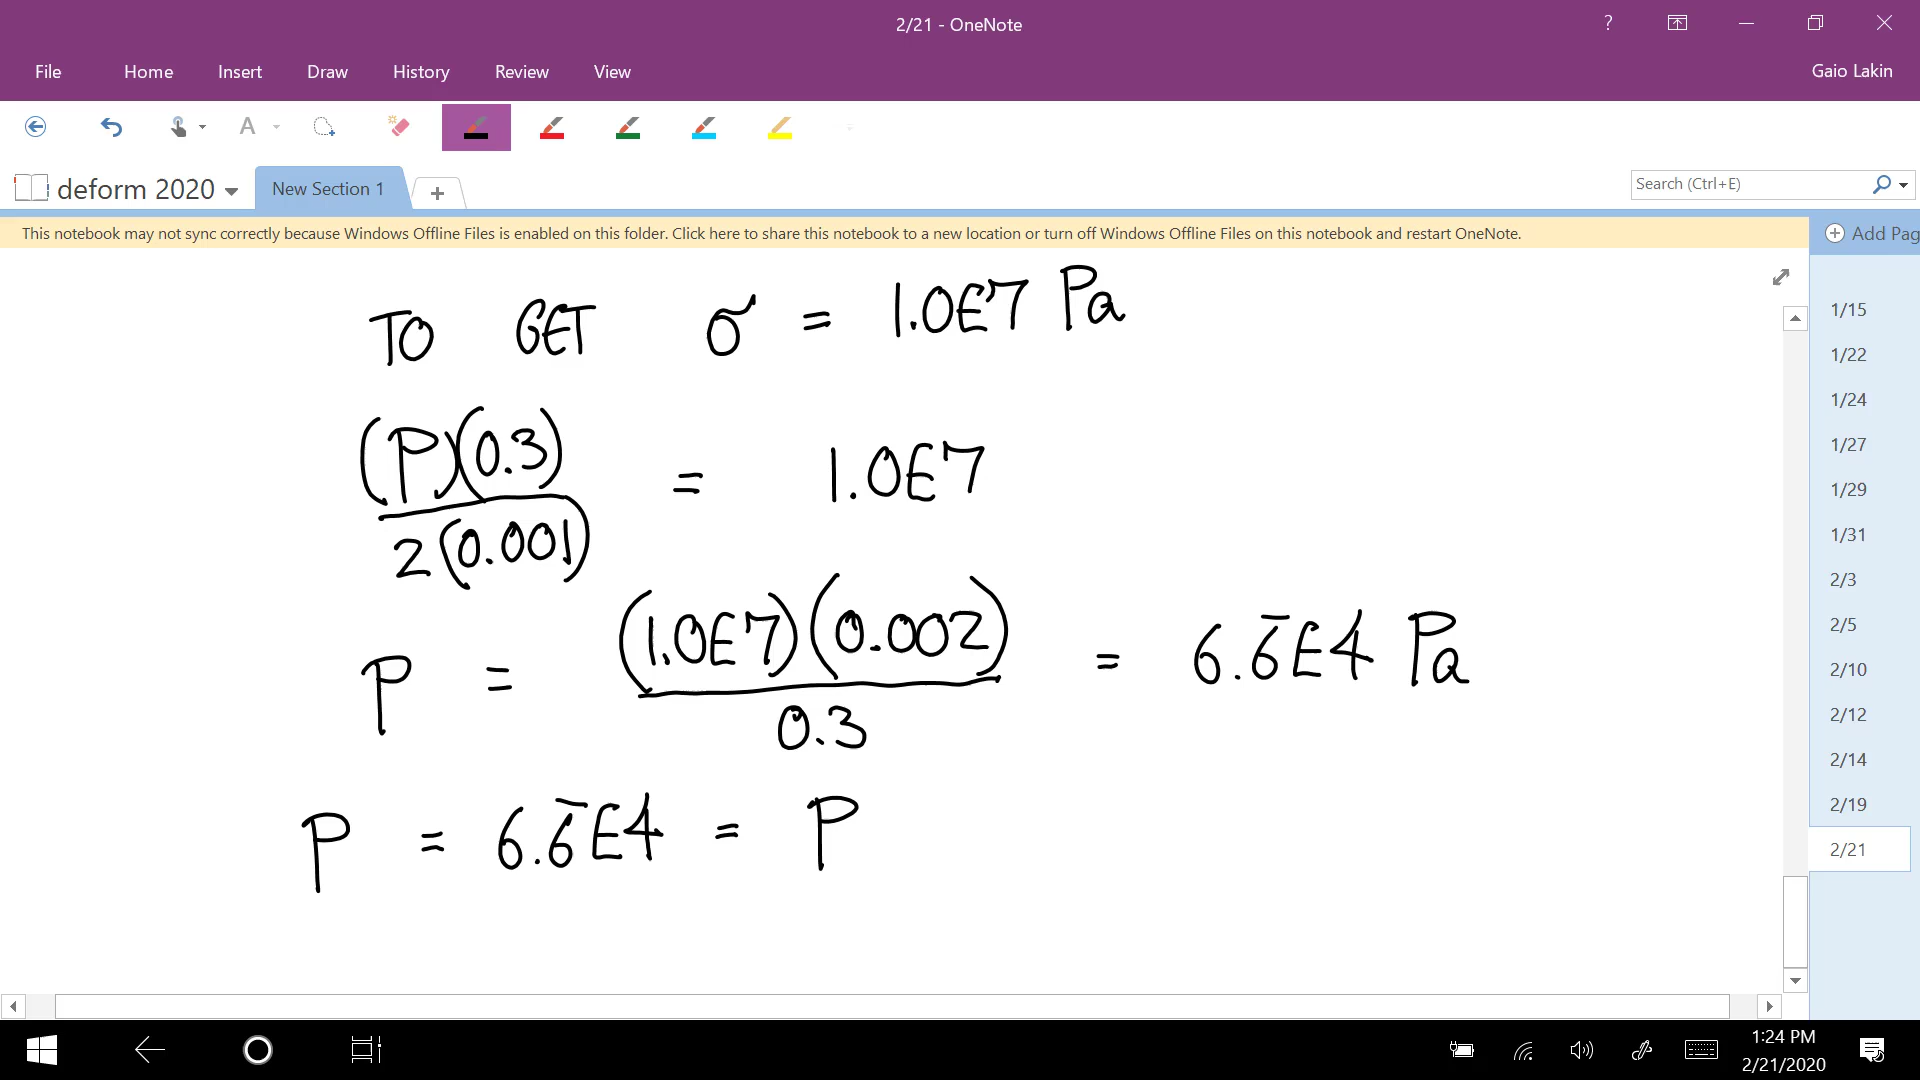 2/21 - OneNote
?
File Home Insert Draw History Review View
Gaio Lakin
A
deform 2020
New Section 1
+
Search (Ctrl+E)
This notebook may not sync correctly because Windows Offline Files is enabled on this folder. Click here to share this notebook to a new location or turn off Windows Offline Files on this notebook and restart OneNote.
Add Pag
TO GET σ = 1.0E7 Pa
(P)(0.3)
2(0.001)
= 1.0E7
P = (1.0E7)(0.002)
0.3
= 6.6̅E4 Pa
P = 6.6̅E4 = P
1/15
1/22
1/24
1/27
1/29
1/31
2/3
2/5
2/10
2/12
2/14
2/19
2/21
1:24 PM
2/21/2020